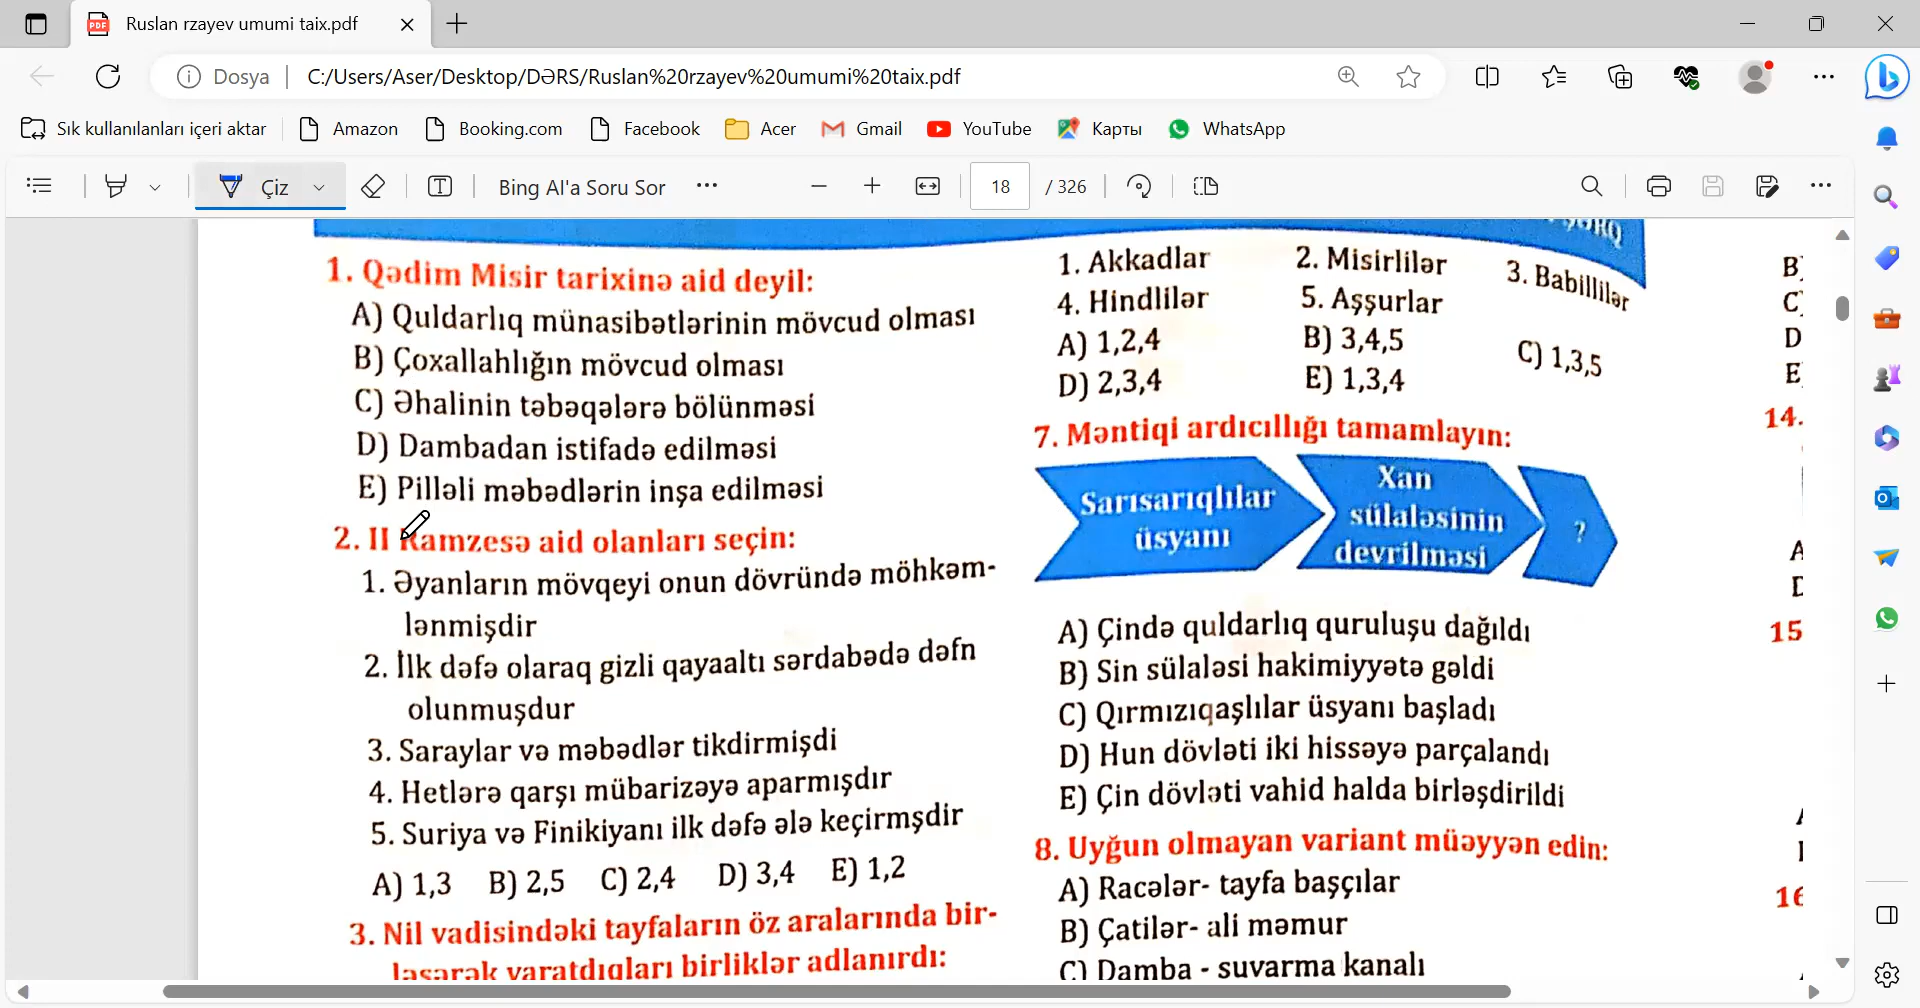 Ruslan rzayev umumi taix.pdf
Dosya
C:/Users/Aser/Desktop/DƏRS/Ruslan%20rzayev%20umumi%20taix.pdf
Sık kullanılanları içeri aktar
Amazon
Booking.com
Facebook
Acer
Gmail
YouTube
Карты
WhatsApp
Çiz
Bing AI'a Soru Sor
18
/ 326
1. Qədim Misir tarixinə aid deyil:
A) Quldarlıq münasibətlərinin mövcud olması
B) Çoxallahlığın mövcud olması
C) Əhalinin təbəqələrə bölünməsi
D) Dambadan istifadə edilməsi
E) Pilləli məbədlərin inşa edilməsi
2. II Ramzesə aid olanları seçin:
1. Əyanların mövqeyi onun dövründə möhkəm-
lənmişdir
2. İlk dəfə olaraq gizli qayaaltı sərdabədə dəfn
olunmuşdur
3. Saraylar və məbədlər tikdirmişdi
4. Hetlərə qarşı mübarizəyə aparmışdır
5. Suriya və Finikiyanı ilk dəfə ələ keçirmşdir
A) 1,3 B) 2,5 C) 2,4 D) 3,4 E) 1,2
3. Nil vadisindəki tayfaların öz aralarında bir-
ləşərək yaratdıqları birliklər adlanırdı:
1. Akkadlar 2. Misirlilər 3. Babillilər
4. Hindlilər 5. Aşşurlar
A) 1,2,4 B) 3,4,5 C) 1,3,5
D) 2,3,4 E) 1,3,4
7. Məntiqi ardıcıllığı tamamlayın:
Sarısarıqlılar
üsyanı
Xan
sülaləsinin
devrilməsi
?
A) Çində quldarlıq quruluşu dağıldı
B) Sin sülaləsi hakimiyyətə gəldi
C) Qırmızıqaşlılar üsyanı başladı
D) Hun dövləti iki hissəyə parçalandı
E) Çin dövləti vahid halda birləşdirildi
8. Uyğun olmayan variant müəyyən edin:
A) Racələr- tayfa başçılar
B) Çatilər- ali məmur
C) Damba - suvarma kanalı
B)
C)
D
E
14.
A
15
16